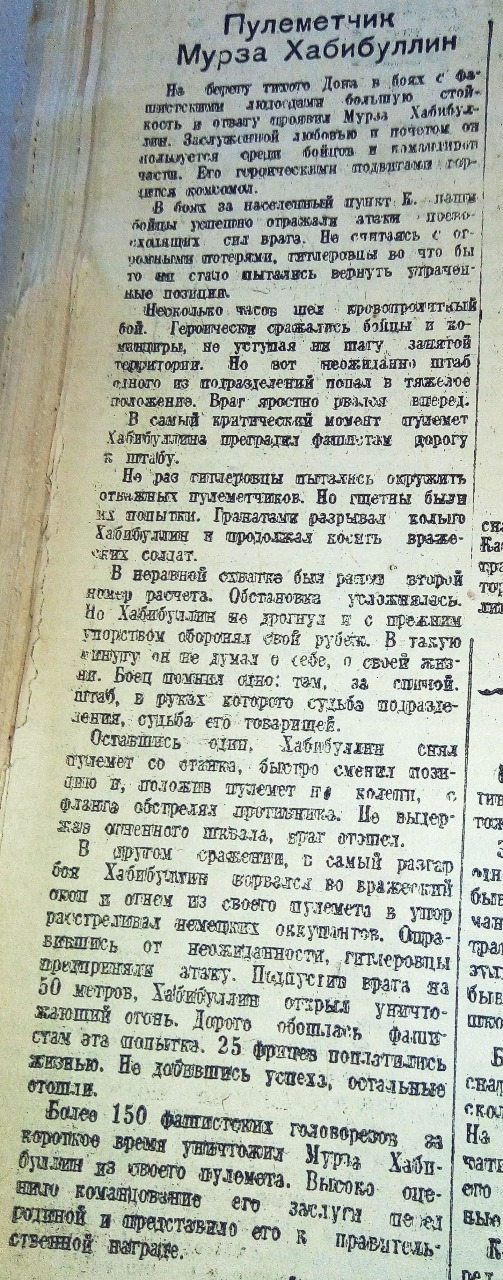 Пулеметчик
Мурза Хабибуллин
На берегу тихого Дона в боях с фа-
шистскими людоедами большую стой-
кость и отвагу проявил Мурза Хабибул-
лин. Заслуженной любовью и почетом он
пользуется среди бойцов и командиров
части. Его героическими подвигами гор-
дится комсомол.
В боях за населенный пункт К. наши
бойцы успешно отражали атаки превос-
ходящих сил врага. Не считаясь с ог-
ромными потерями, гитлеровцы во что бы
то ни стало пытались вернуть утрачен-
ные позиции.
Несколько часов шел кровопролитный
бой. Героически сражались бойцы и ко-
мандиры, не уступая ни шагу занятой
территории. Но вот неожиданно штаб
одного из подразделений попал в тяжелое
положение. Враг яростно рвался вперед.
В самый критический момент пулемет
Хабибуллина преградил фашистам дорогу
к штабу.
Не раз гитлеровцы пытались окружить
отважных пулеметчиков. Но тщетны были
их попытки. Гранатами разрывал кольцо
Хабибуллин и продолжал косить враже-
ских солдат.
В неравной схватке был ранен второй
номер расчета. Обстановка усложнялась.
Но Хабибуллин не дрогнул и с прежним
упорством оборонял свой рубеж. В такую
минуту он не думал о себе, о своей жиз-
ни. Боец помнил одно: там, за спиной,
штаб, в руках которого судьба подразде-
ления, судьба его товарищей.
Оставшись один, Хабибуллин снял
пулемет со станка, быстро сменил пози-
цию и, положив пулемет на колени, с
фланга обстрелял противника. Не выдер-
жав огненного шквала, враг отошел.
В другом сражении, в самый разгар
боя Хабибуллин ворвался во вражеский
окоп и огнем из своего пулемета в упор
расстреливал немецких оккупантов. Опра-
вившись от неожиданности, гитлеровцы
предприняли атаку. Подпустив врага на
50 метров, Хабибуллин открыл уничто-
жающий огонь. Дорого обошлась фаши-
стам эта попытка. 25 фрицев поплатились
жизнью. Не добившись успеха, остальные
отошли.
Более 150 фашистских головорезов за
короткое время уничтожил Мурза Хаби-
буллин из своего пулемета. Высоко оце-
нило командование его заслуги перед
родиной и представило его к правитель-
ственной награде.